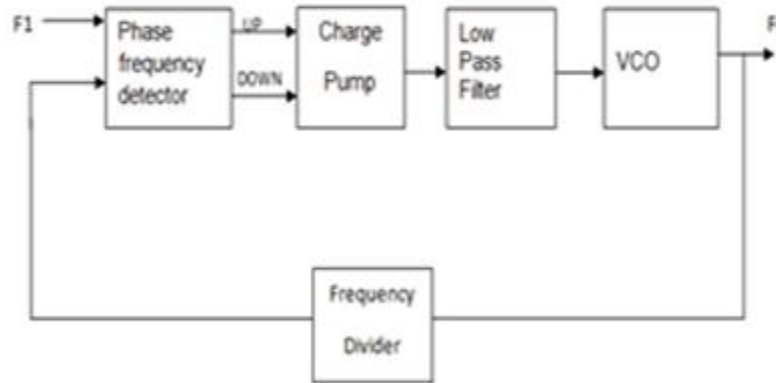 F1
Phase
frequency
detector
UP
DOWN
Charge
Pump
Low
Pass
Filter
VCO
F
Frequency
Divider